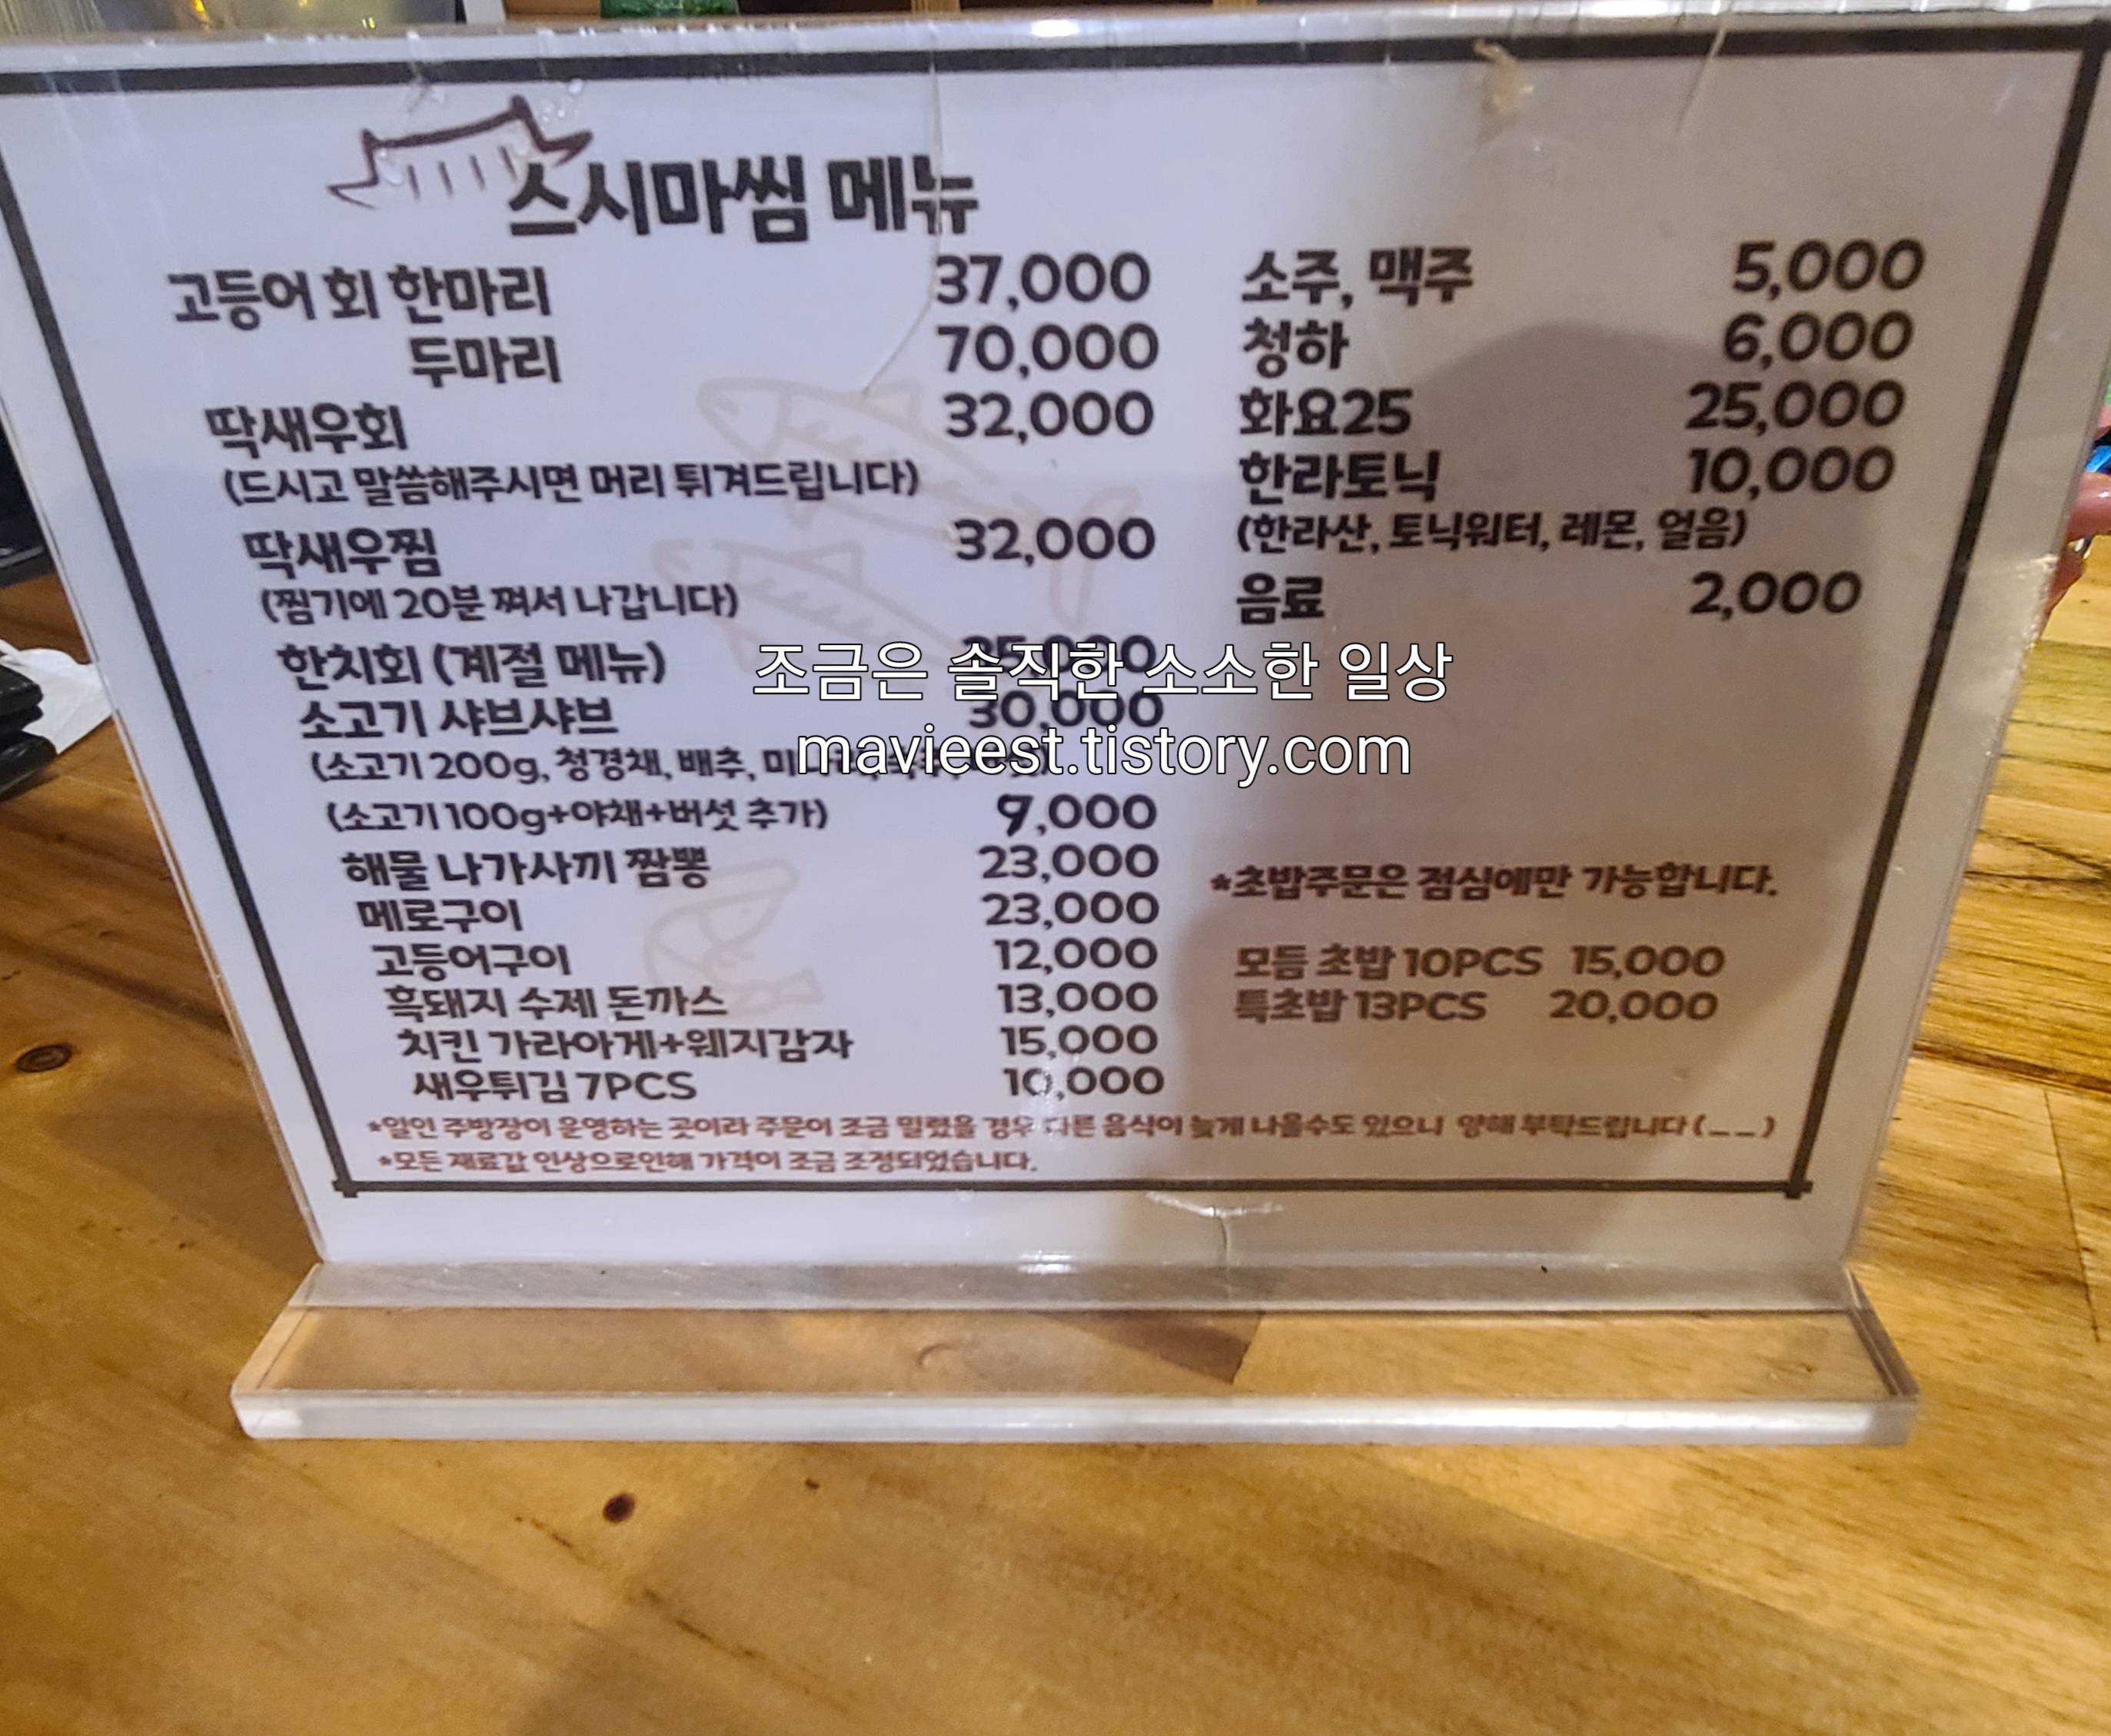 스시마씸 메뉴
고등어 회 한마리 37,000
두마리 70,000
딱새우회 32,000
(드시고 말씀해주시면 머리 튀겨드립니다)
딱새우찜 32,000
(찜기에 20분 쪄서 나갑니다)
한치회 (계절 메뉴)
소고기 샤브샤브 30,000
(소고기 200g, 청경채, 배추,
(소고기 100g+야채+버섯 추가) 9,000
해물 나가사끼 짬뽕 23,000
메로구이 23,000
고등어구이 12,000
흑돼지 수제 돈까스 13,000
치킨 가라아게+웨지감자 15,000
새우튀김 7PCS 10,000
소주, 맥주 5,000
청하 6,000
화요25 25,000
한라토닉 10,000
(한라산, 토닉워터, 레몬, 얼음)
음료 2,000
*초밥주문은 점심에만 가능합니다.
모듬 초밥 10PCS 15,000
특초밥 13PCS 20,000
*일인 주방장이 운영하는 곳이라 주문이 조금 밀렸을 경우 다른 음식이 늦게 나올수도 있으니 양해 부탁드립니다 (_ _)
*모든 재료값 인상으로인해 가격이 조금 조정되었습니다.
조금은 솔직한 소소한 일상
mavieest.tistory.com